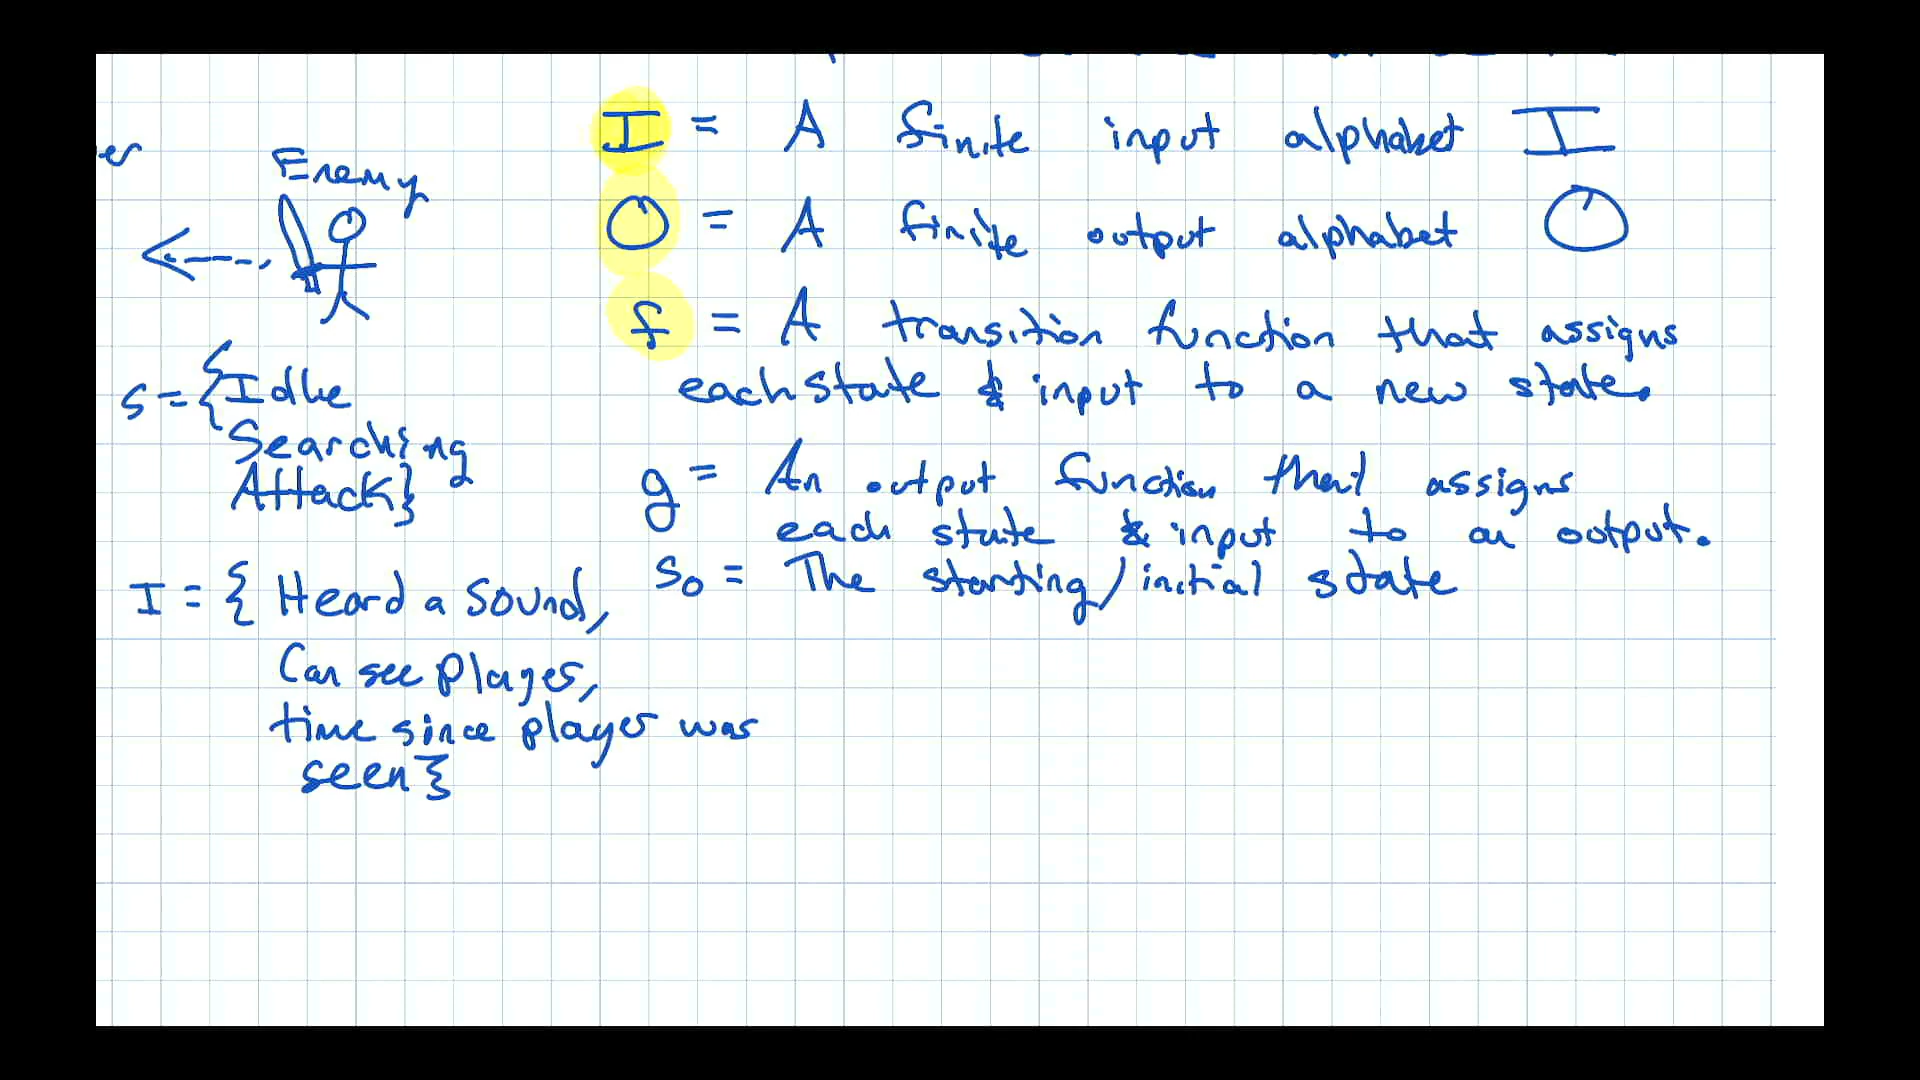 er
Enemy
S = { Idle
Searching
Attack}
I = { Heard a sound,
Can see player,
time since player was
seen }
I = A finite input alphabet I
O = A finite output alphabet O
f = A transition function that assigns
each state & input to a new state.
g = An output function that assigns
each state & input to an output.
So = The starting/initial state